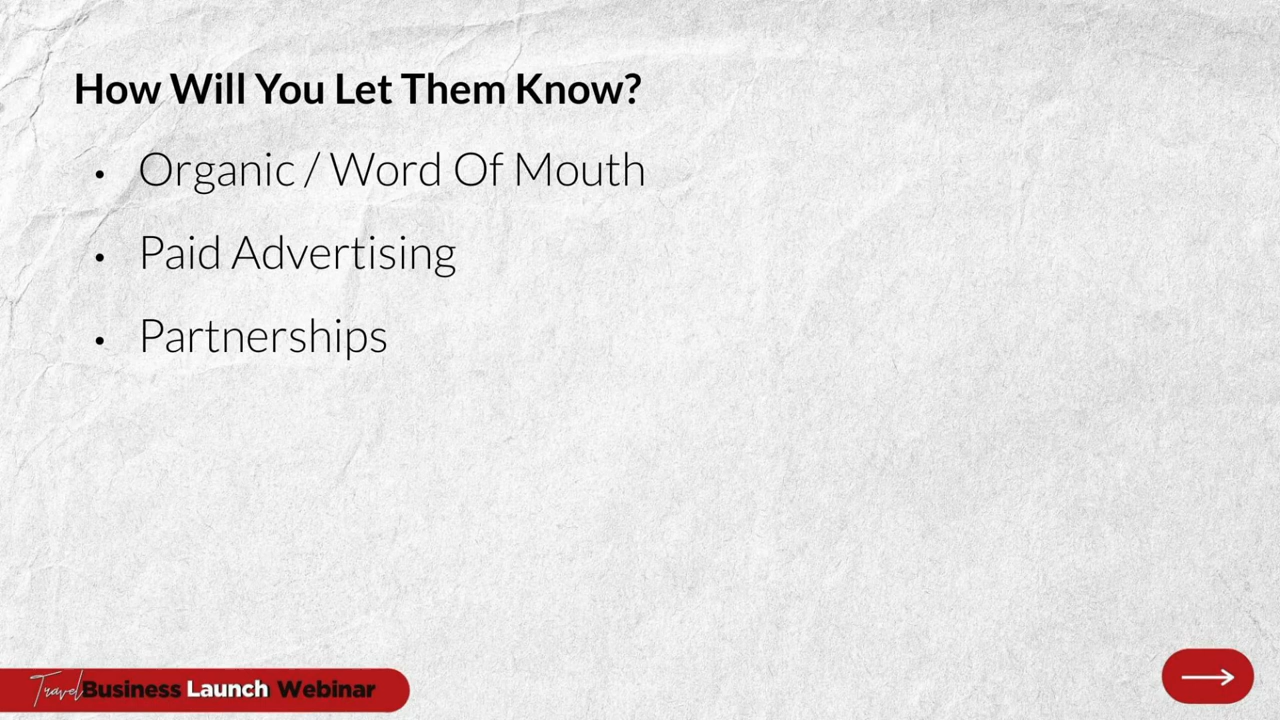 How Will You Let Them Know?
• Organic / Word Of Mouth
• Paid Advertising
• Partnerships
Travel Business Launch Webinar